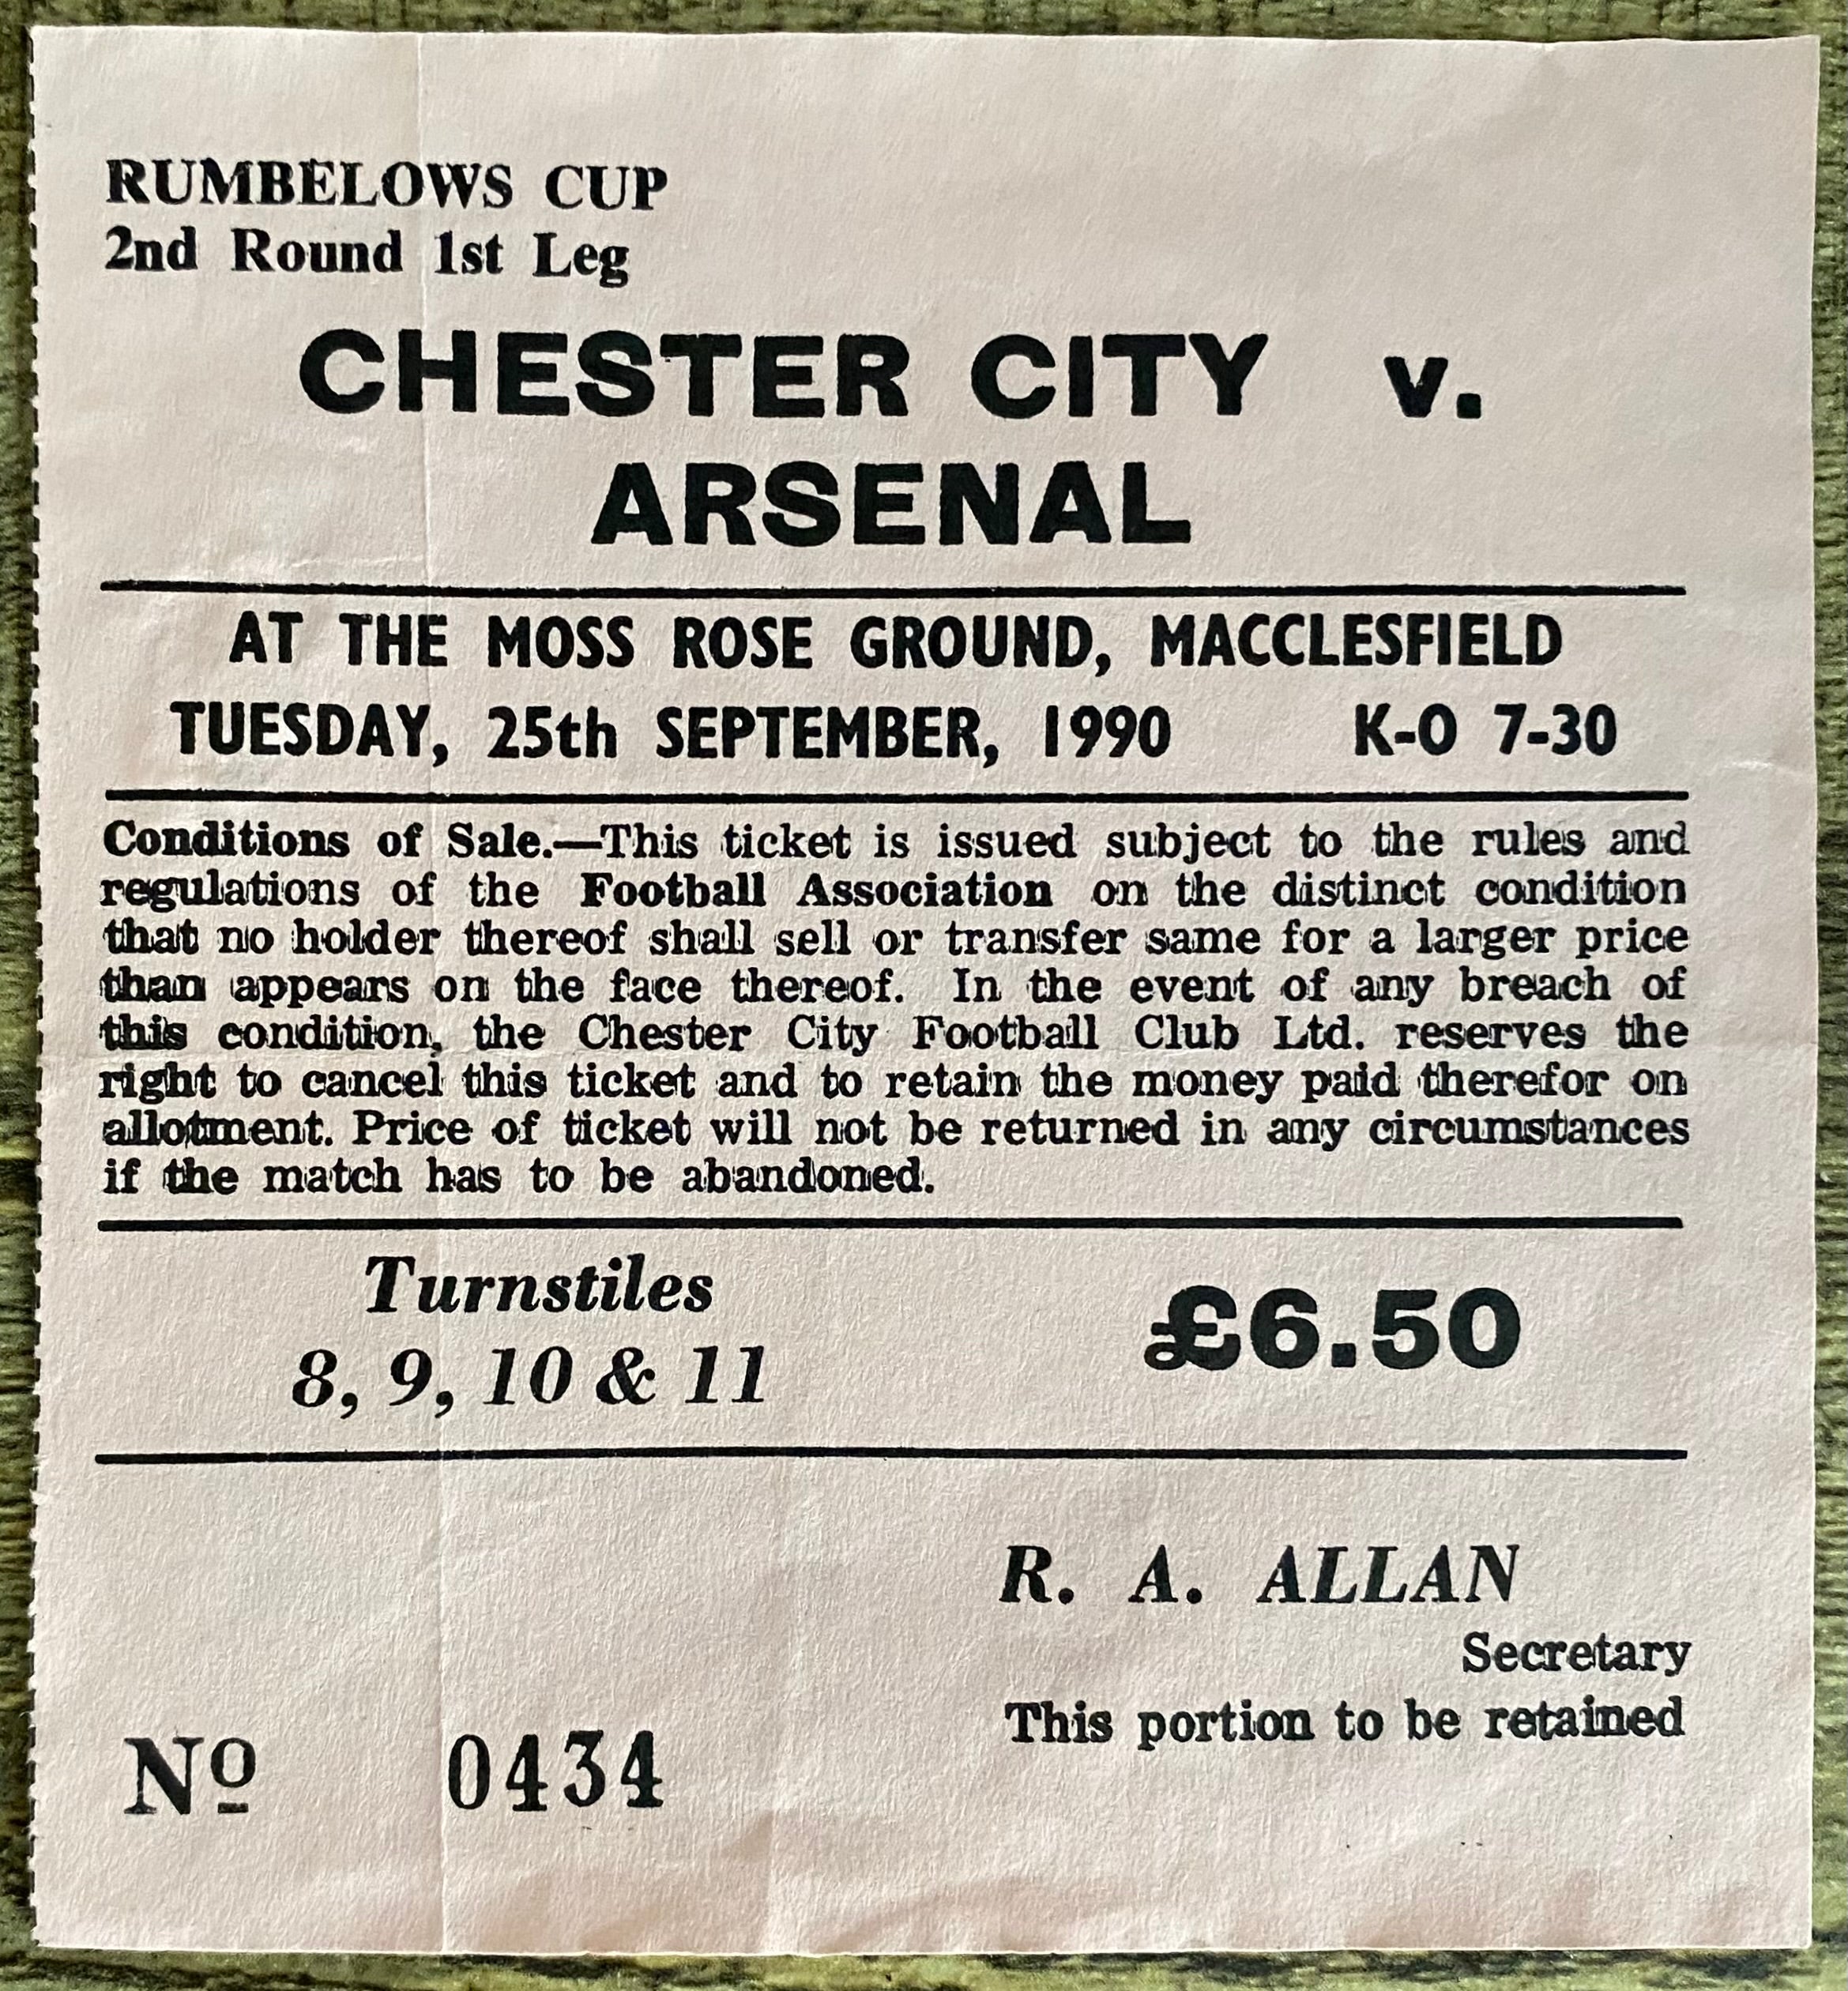 RUMBELOWS CUP
2nd Round 1st Leg
CHESTER CITY v.
ARSENAL
AT THE MOSS ROSE GROUND, MACCLESFIELD
TUESDAY, 25th SEPTEMBER, 1990 K-O 7-30
Conditions of Sale.—This ticket is issued subject to the rules and
regulations of the Football Association on the distinct condition
that no holder thereof shall sell or transfer same for a larger price
than appears on the face thereof. In the event of any breach of
this condition, the Chester City Football Club Ltd. reserves the
right to cancel this ticket and to retain the money paid therefor on
allotment. Price of ticket will not be returned in any circumstances
if the match has to be abandoned.
Turnstiles
8, 9, 10 & 11
£6.50
R. A. ALLAN
Secretary
This portion to be retained
Nº 0434